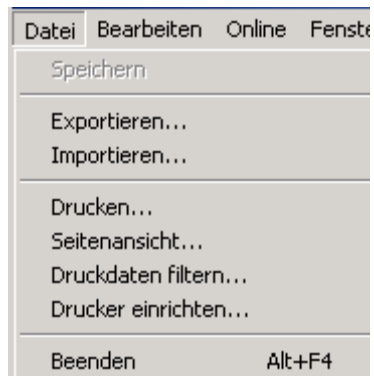 Datei Bearbeiten Online Fenste
Speichern
Exportieren...
Importieren...
Drucken...
Seitenansicht...
Druckdaten filtern...
Drucker einrichten...
Beenden Alt+F4